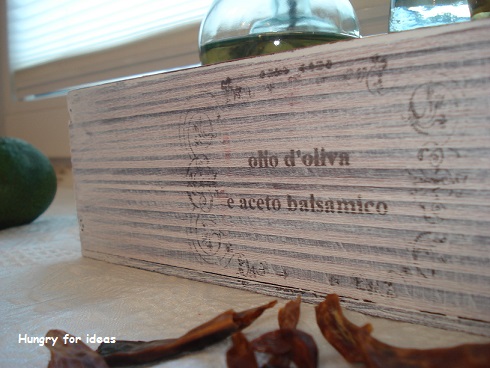 olio d'oliva
e aceto balsamico
Hungry for ideas